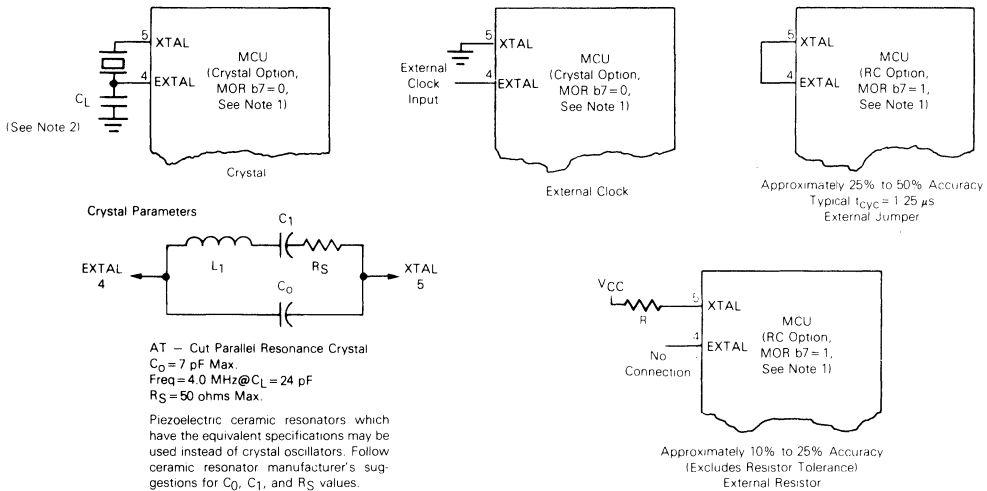 5
XTAL
4
EXTAL
CL
(See Note 2)
MCU
(Crystal Option,
MOR b7=0,
See Note 1)
Crystal
5
XTAL
External
Clock
Input
4
EXTAL
MCU
(Crystal Option,
MOR b7=0,
See Note 1)
External Clock
5
XTAL
4
EXTAL
MCU
(RC Option,
MOR b7=1,
See Note 1)
Approximately 25% to 50% Accuracy
Typical tcyc=1 25 μs
External Jumper
Crystal Parameters
C1
L1
RS
EXTAL
4
XTAL
5
Co
AT – Cut Parallel Resonance Crystal
Co=7 pF Max.
Freq=4.0 MHz@CL=24 pF
RS=50 ohms Max.
Piezoelectric ceramic resonators which
have the equivalent specifications may be
used instead of crystal oscillators. Follow
ceramic resonator manufacturer's sug-
gestions for C0, C1, and RS values.
VCC
R
5
XTAL
4
EXTAL
No
Connection
MCU
(RC Option,
MOR b7=1,
See Note 1)
Approximately 10% to 25% Accuracy
(Excludes Resistor Tolerance)
External Resistor